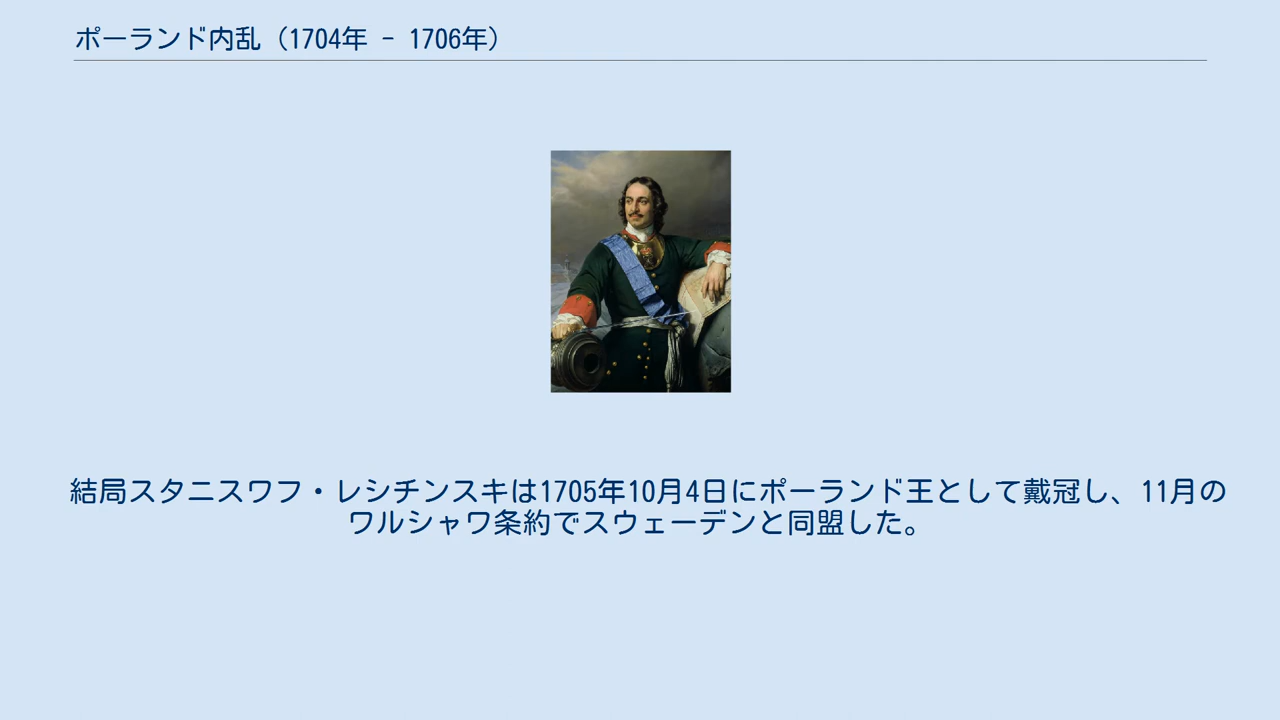 ポーランド内乱（1704年 - 1706年）
結局スタニスワフ・レシチンスキは1705年10月4日にポーランド王として戴冠し、11月の
ワルシャワ条約でスウェーデンと同盟した。